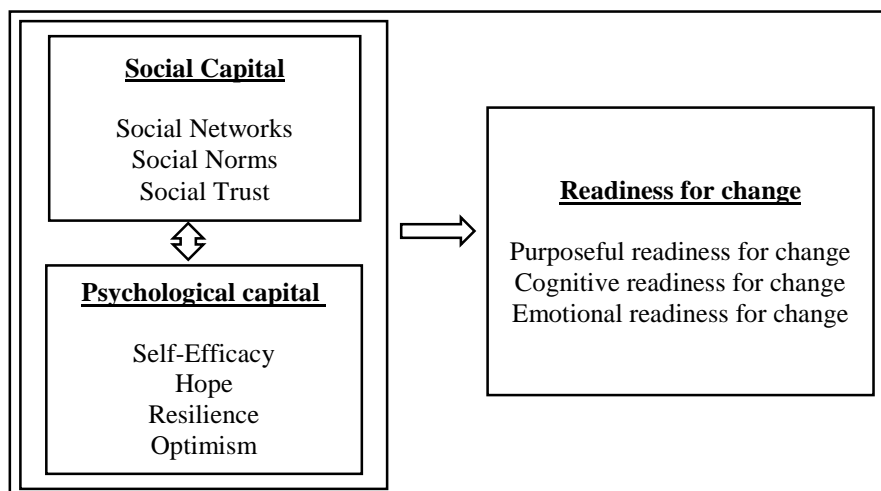 Social Capital
Social Networks
Social Norms
Social Trust
Psychological capital
Self-Efficacy
Hope
Resilience
Optimism
Readiness for change
Purposeful readiness for change
Cognitive readiness for change
Emotional readiness for change